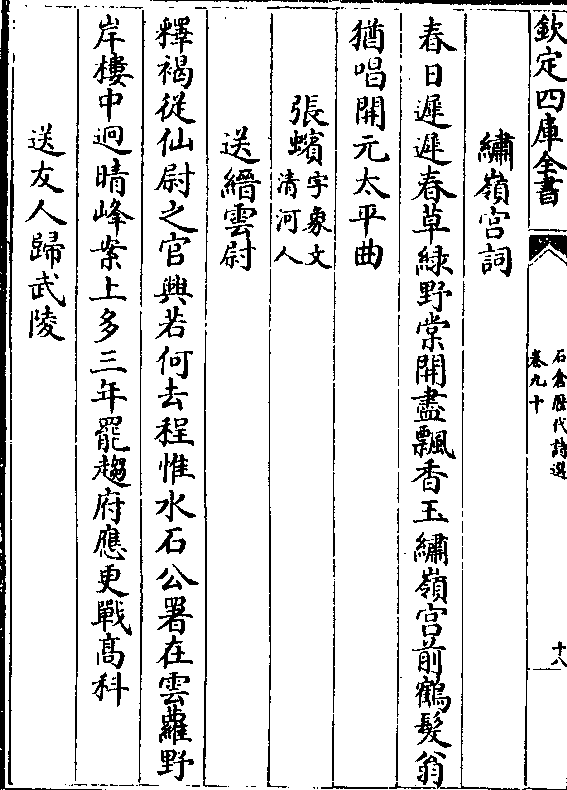 欽定四庫全書
石倉歴代詩選
卷九十
十八
繡嶺宫詞
春日遲遲春草緑野棠開盡飄香玉繡嶺宫前鶴髮翁
猶唱開元太平曲
張蠙字象文
清河人
送縉雲尉
釋褐從仙尉之官興若何去程惟水石公署在雲蘿野
岸樓中迥晴峰案上多三年罷趨府應更戰髙科
送友人歸武陵